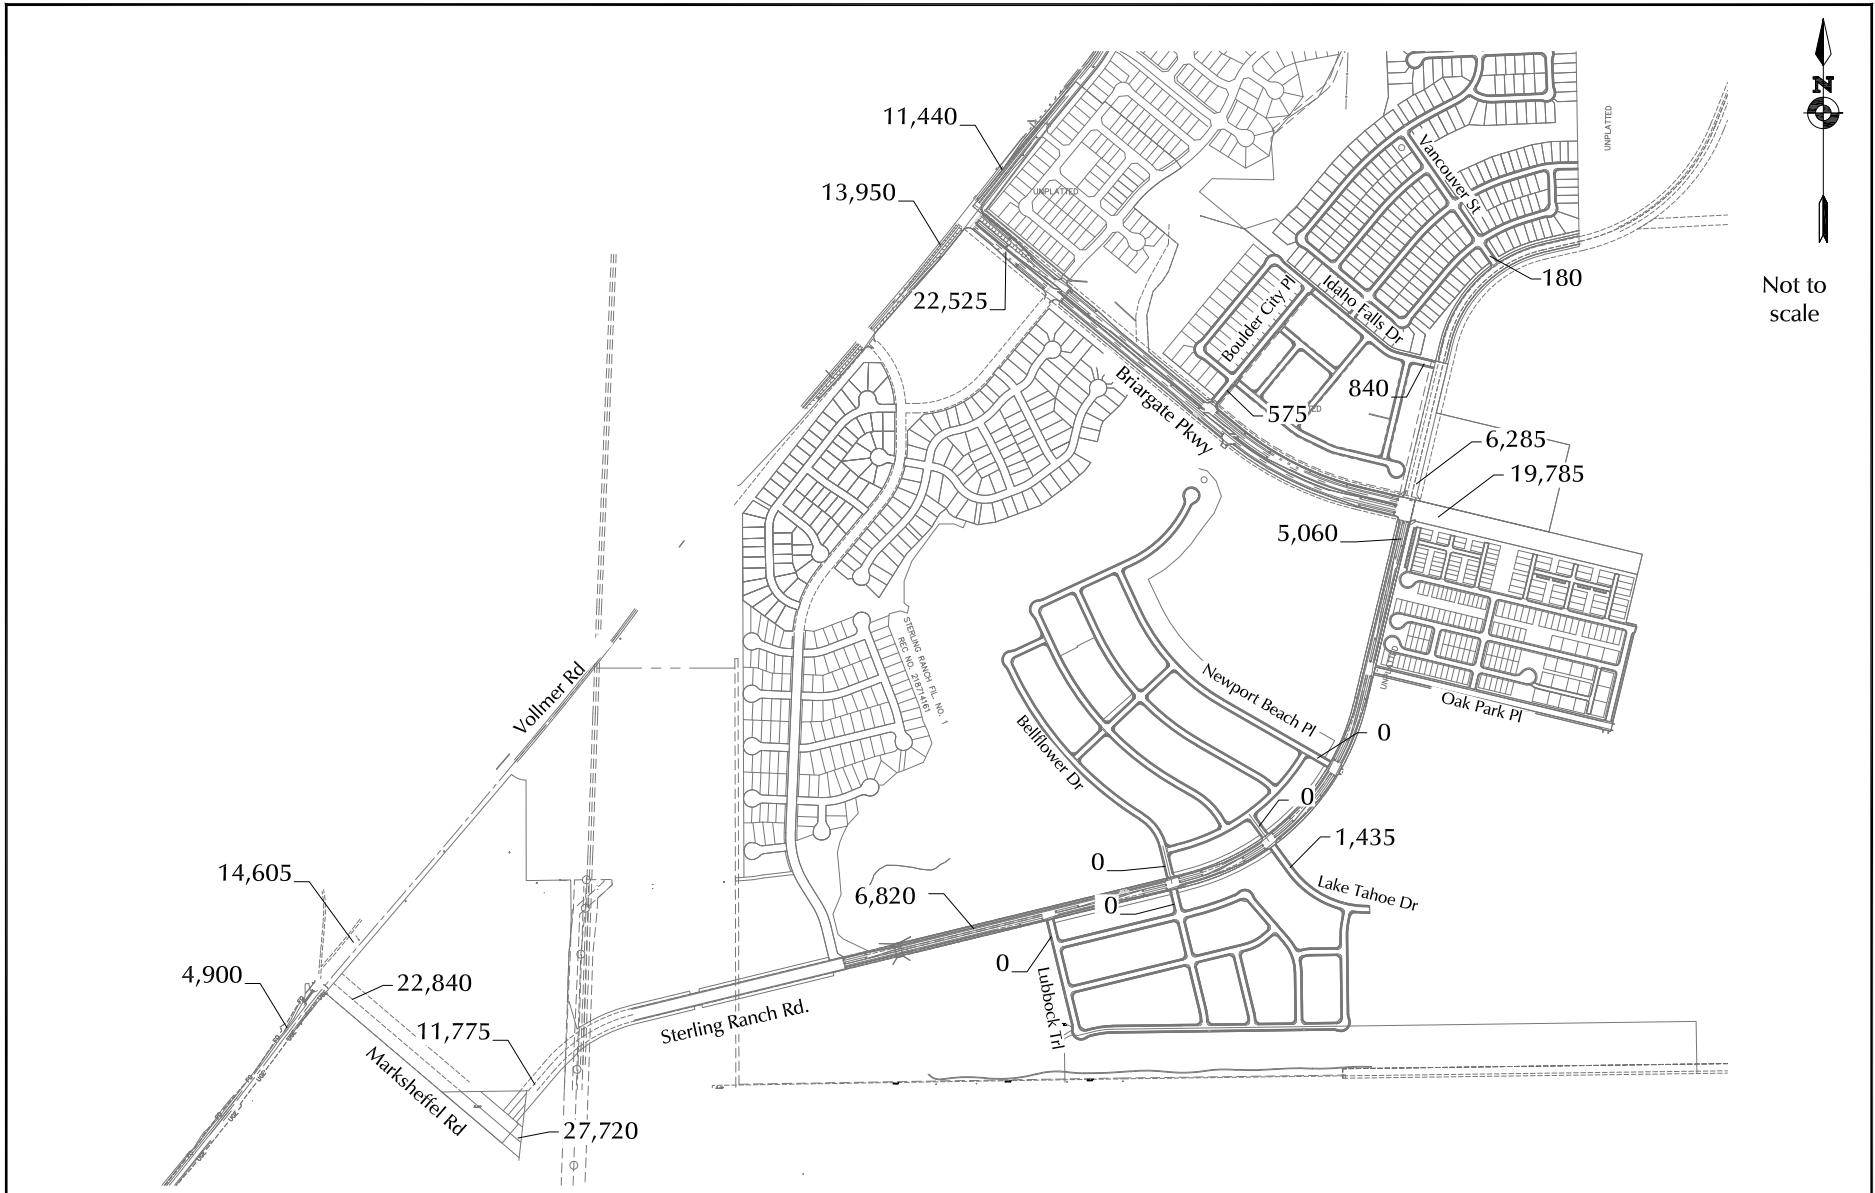 11,440
N
UNPLATTED
Vancouver St
13,950
UNPLATTED
180
Not to
scale
22,525
Boulder City Pl
Idaho Falls Dr
Briargate Pkwy
840
575
6,285
19,785
5,060
STERLING RANCH FIL. NO. 1
REC NO. 218714161
Vollmer Rd
Newport Beach Pl
Oak Park Pl
Bellflower Dr
0
0
1,435
14,605
0
6,820
0
Lake Tahoe Dr
4,900
22,840
0
Lubbock Trl
11,775
Sterling Ranch Rd.
Marksheffel Rd
27,720